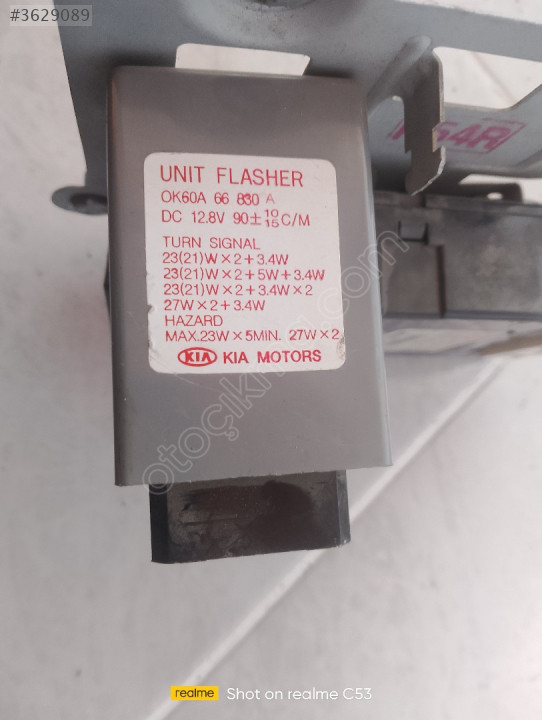 #3629089
54R
UNIT FLASHER
OK60A 66 830 A
DC 12.8V 90±10/15 C/M
TURN SIGNAL
23(21)W×2+3.4W
23(21)W×2+5W+3.4W
23(21)W×2+3.4W×2
27W×2+3.4W
HAZARD
MAX.23W×5MIN. 27W×2
KIA KIA MOTORS
otoçıkma.com
realme Shot on realme C53